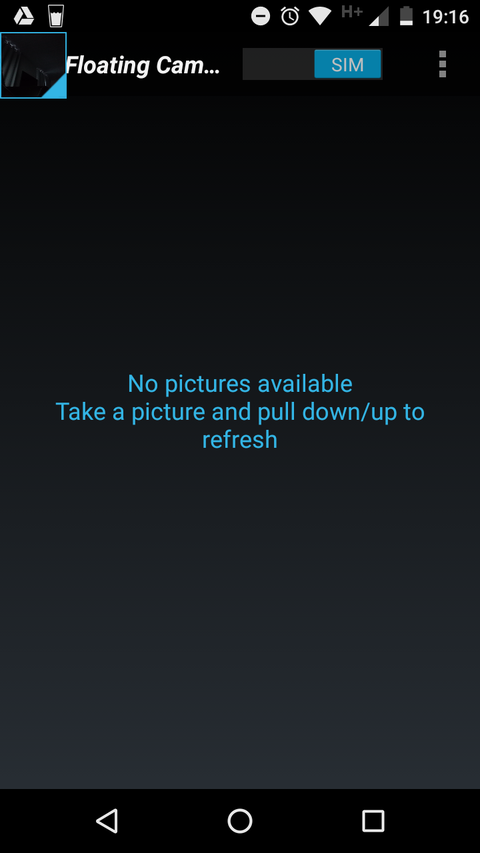 H+ 19:16
Floating Cam...
SIM
No pictures available
Take a picture and pull down/up to
refresh